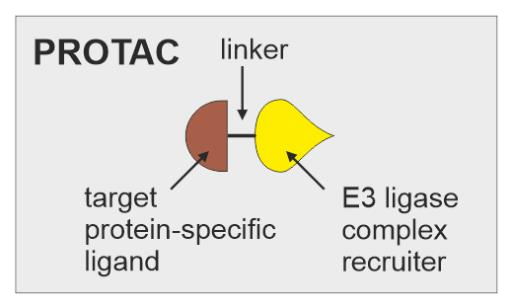 PROTAC
linker
target
protein-specific
ligand
E3 ligase
complex
recruiter